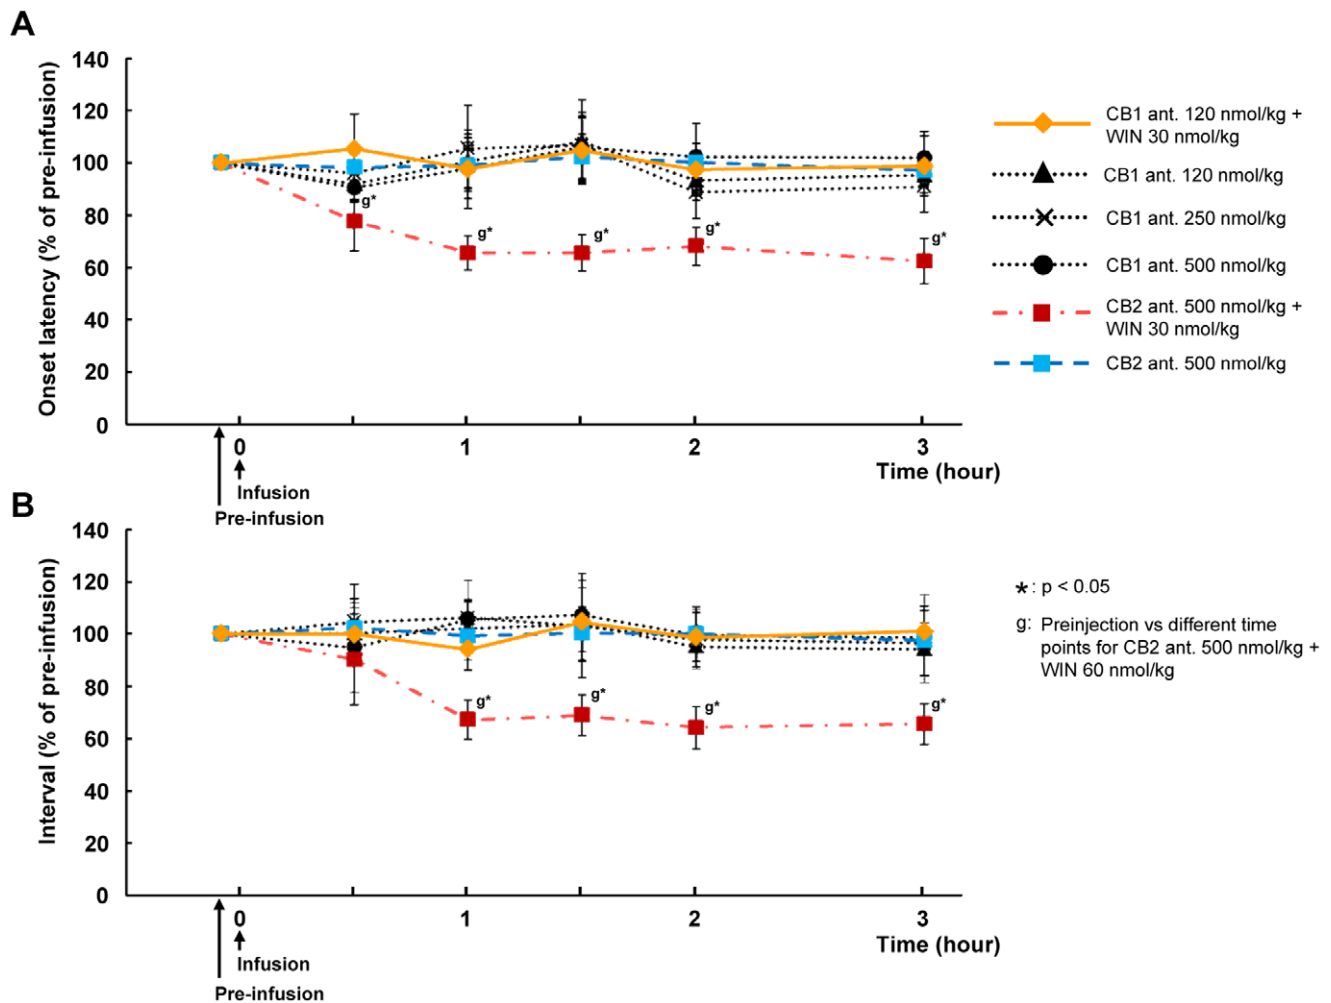 A
Onset latency (% of pre-infusion)
140
120
100
80
60
40
20
0
g*
g*
g*
g*
g*
0
1
2
3
Time (hour)
Infusion
Pre-infusion
CB1 ant. 120 nmol/kg +
WIN 30 nmol/kg
CB1 ant. 120 nmol/kg
CB1 ant. 250 nmol/kg
CB1 ant. 500 nmol/kg
CB2 ant. 500 nmol/kg +
WIN 30 nmol/kg
CB2 ant. 500 nmol/kg
B
Interval (% of pre-infusion)
140
120
100
80
60
40
20
0
g*
g*
g*
g*
0
1
2
3
Time (hour)
Infusion
Pre-infusion
*: p < 0.05
g: Preinjection vs different time
points for CB2 ant. 500 nmol/kg +
WIN 60 nmol/kg